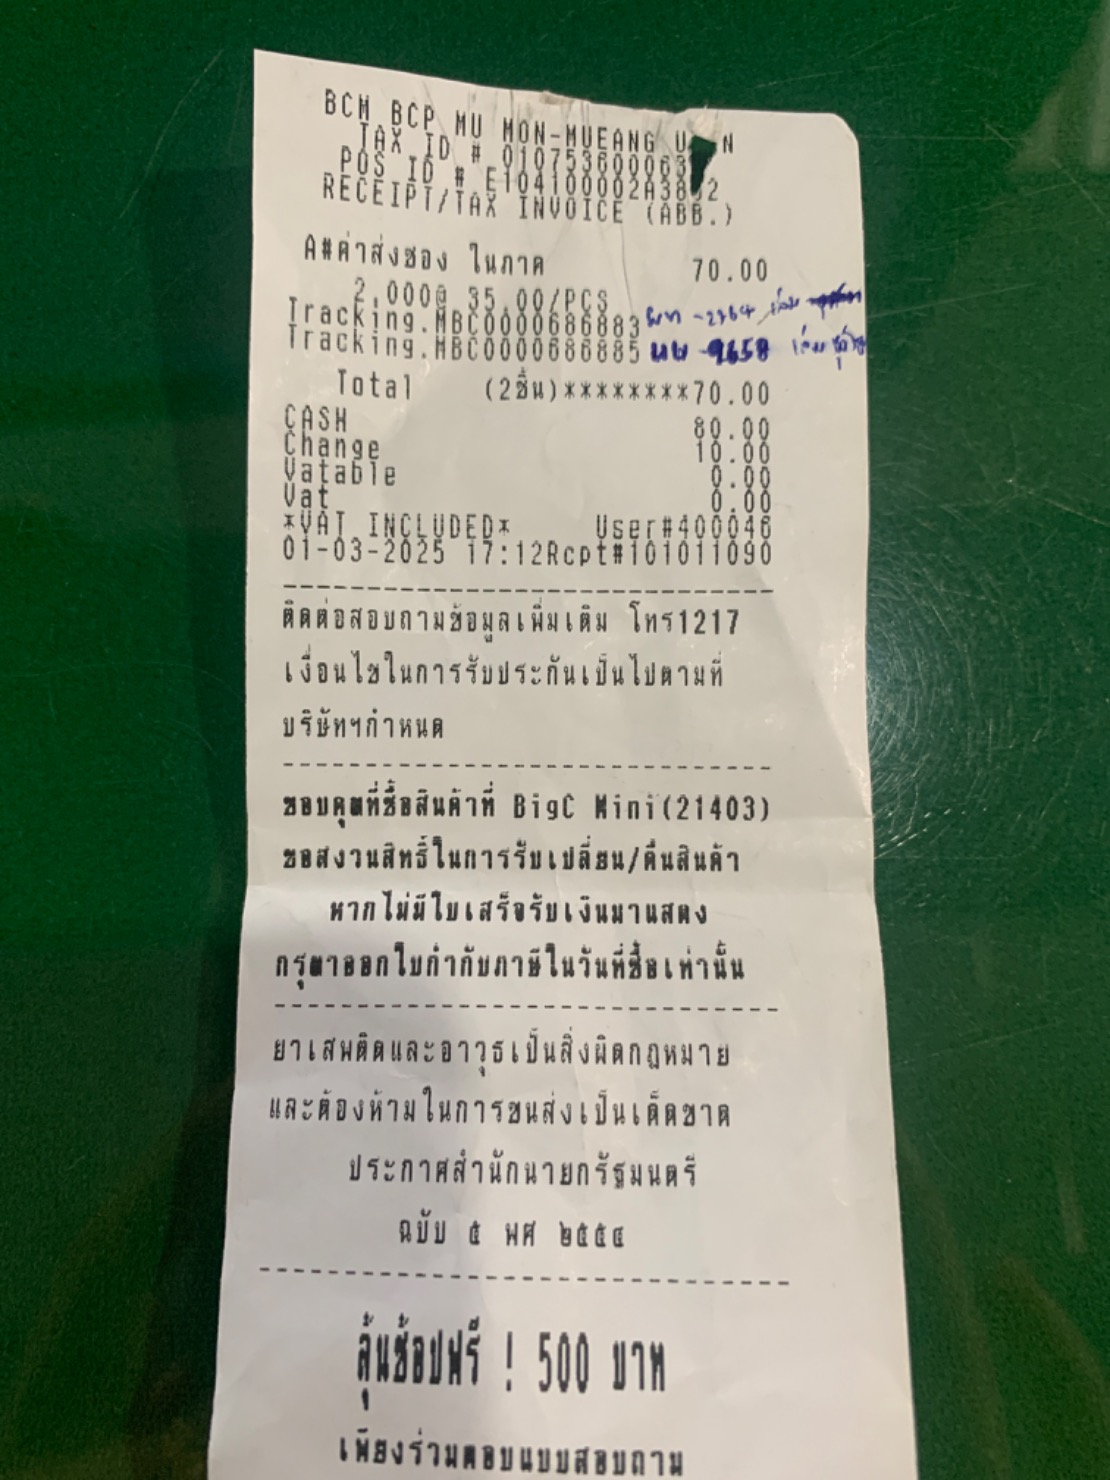 BCM BCP MU MON-MUEANG
TAX ID #
POS ID #
RECEIPT/TAX INVOICE (ABB.)
A#ค่าส่งซอง ในภาค 70.00
2.000@ 35.00/PCS
Tracking.MBC0000686883
Tracking.MBC0000686885
Total (2ชิ้น)********70.00
CASH 80.00
Change 10.00
Vatable 0.00
Vat 0.00
*VAT INCLUDED* User#400046
01-03-2025 17:12Rcpt#101011090
ติดต่อสอบถามข้อมูลเพิ่มเติม โทร1217
เงื่อนไขในการรับประกันเป็นไปตามที่
บริษัทฯกำหนด
ขอบคุณที่ซื้อสินค้าที่ BigC Mini(21403)
ขอสงวนสิทธิ์ในการรับเปลี่ยน/คืนสินค้า
หากไม่มีใบเสร็จรับเงินมาแสดง
กรุณาออกใบกำกับภาษีในวันที่ซื้อเท่านั้น
ยาเสพติดและอาวุธเป็นสิ่งผิดกฎหมาย
และต้องห้ามในการขนส่งเป็นเด็ดขาด
ประกาศสำนักนายกรัฐมนตรี
ฉบับ ๕ พศ ๒๕๕๔
ลุ้นช้อปฟรี ! 500 บาท
เพียงร่วมตอบแบบสอบถาม